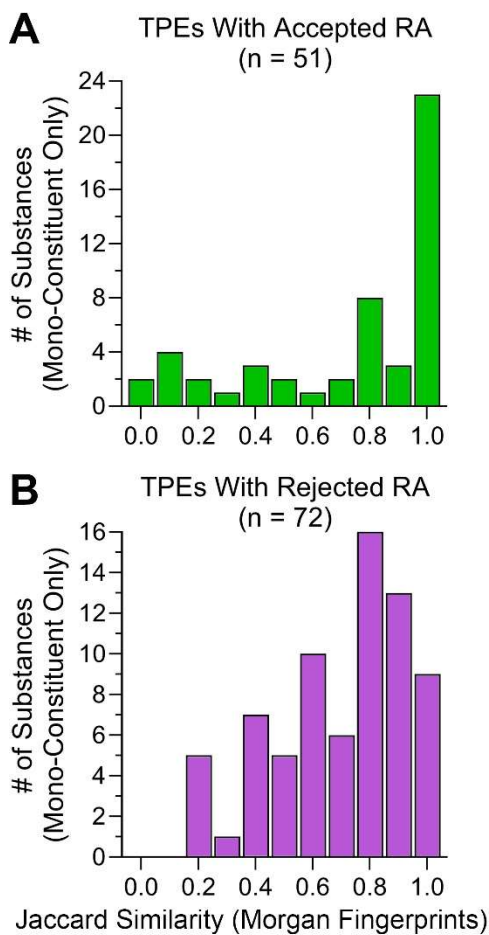 A
TPEs With Accepted RA
(n = 51)
# of Substances
(Mono-Constituent Only)
24
20
16
12
8
4
0
0.0 0.2 0.4 0.6 0.8 1.0
B
TPEs With Rejected RA
(n = 72)
# of Substances
(Mono-Constituent Only)
16
14
12
10
8
6
4
2
0
0.0 0.2 0.4 0.6 0.8 1.0
Jaccard Similarity (Morgan Fingerprints)